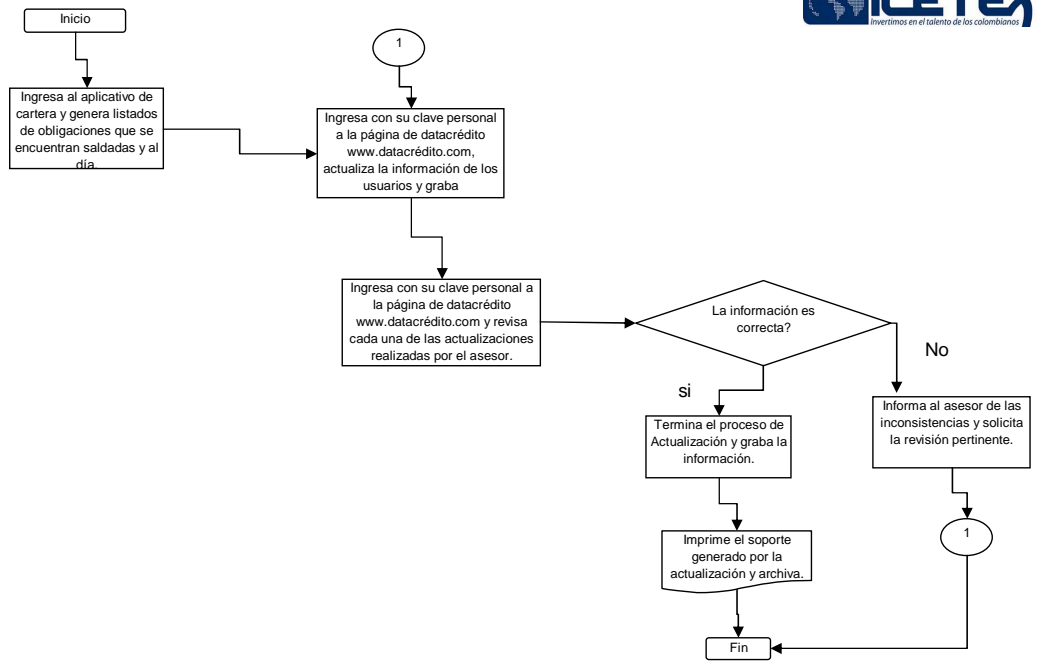 ICETEX
Invertimos en el talento de los colombianos
Inicio
1
Ingresa al aplicativo de
cartera y genera listados
de obligaciones que se
encuentran saldadas y al
día.
Ingresa con su clave personal
a la página de datacrédito
www.datacrédito.com,
actualiza la información de los
usuarios y graba
Ingresa con su clave personal a
la página de datacrédito
www.datacrédito.com y revisa
cada una de las actualizaciones
realizadas por el asesor.
La información es
correcta?
No
si
Informa al asesor de las
inconsistencias y solicita
la revisión pertinente.
Termina el proceso de
Actualización y graba la
información.
1
Imprime el soporte
generado por la
actualización y archiva.
Fin